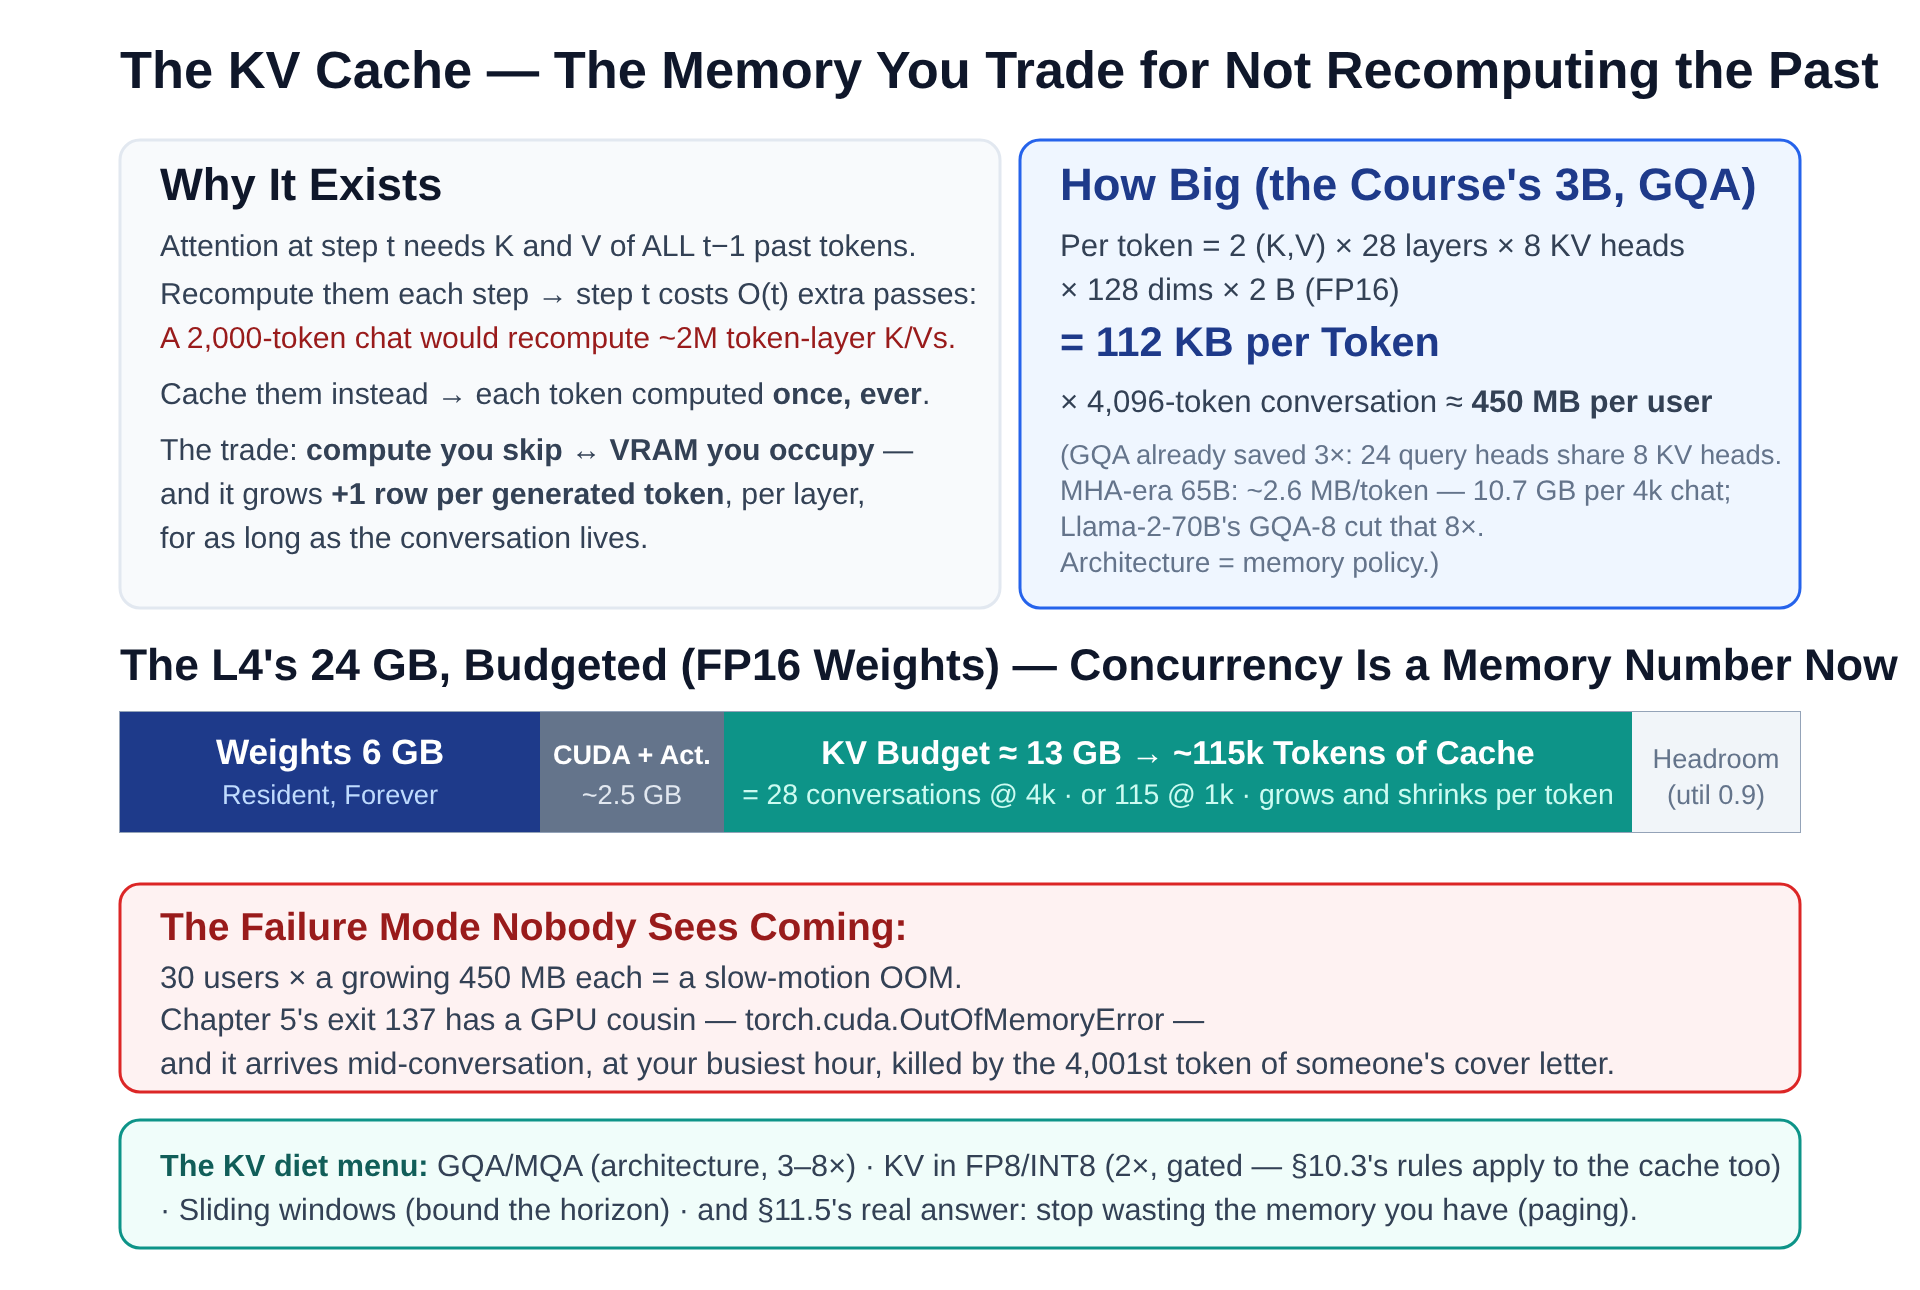 The KV Cache — The Memory You Trade for Not Recomputing the Past
Why It Exists
Attention at step t needs K and V of ALL t−1 past tokens.
Recompute them each step → step t costs O(t) extra passes:
A 2,000-token chat would recompute ~2M token-layer K/Vs.
Cache them instead → each token computed once, ever.
The trade: compute you skip ↔ VRAM you occupy —
and it grows +1 row per generated token, per layer,
for as long as the conversation lives.
How Big (the Course's 3B, GQA)
Per token = 2 (K,V) × 28 layers × 8 KV heads
× 128 dims × 2 B (FP16)
= 112 KB per Token
× 4,096-token conversation ≈ 450 MB per user
(GQA already saved 3×: 24 query heads share 8 KV heads.
MHA-era 65B: ~2.6 MB/token — 10.7 GB per 4k chat;
Llama-2-70B's GQA-8 cut that 8×.
Architecture = memory policy.)
The L4's 24 GB, Budgeted (FP16 Weights) — Concurrency Is a Memory Number Now
Weights 6 GB
Resident, Forever
CUDA + Act.
~2.5 GB
KV Budget ≈ 13 GB → ~115k Tokens of Cache
= 28 conversations @ 4k · or 115 @ 1k · grows and shrinks per token
Headroom
(util 0.9)
The Failure Mode Nobody Sees Coming:
30 users × a growing 450 MB each = a slow-motion OOM.
Chapter 5's exit 137 has a GPU cousin — torch.cuda.OutOfMemoryError —
and it arrives mid-conversation, at your busiest hour, killed by the 4,001st token of someone's cover letter.
The KV diet menu: GQA/MQA (architecture, 3–8×) · KV in FP8/INT8 (2×, gated — §10.3's rules apply to the cache too)
· Sliding windows (bound the horizon) · and §11.5's real answer: stop wasting the memory you have (paging).